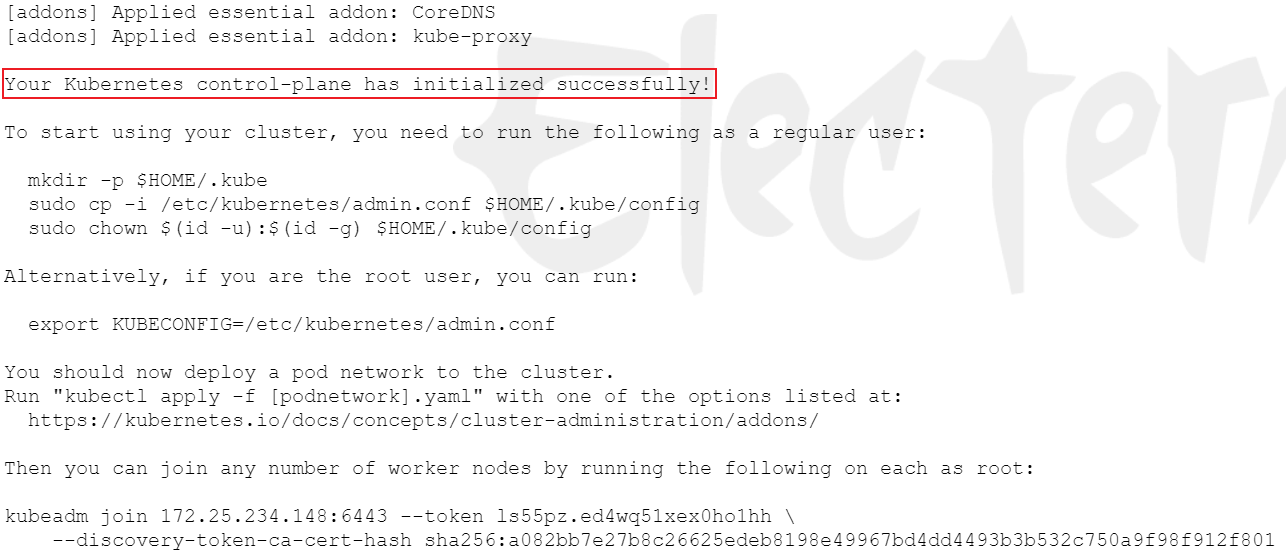 [addons] Applied essential addon: CoreDNS
[addons] Applied essential addon: kube-proxy
Your Kubernetes control-plane has initialized successfully!
To start using your cluster, you need to run the following as a regular user:
mkdir -p $HOME/.kube
sudo cp -i /etc/kubernetes/admin.conf $HOME/.kube/config
sudo chown $(id -u):$(id -g) $HOME/.kube/config
Alternatively, if you are the root user, you can run:
export KUBECONFIG=/etc/kubernetes/admin.conf
You should now deploy a pod network to the cluster.
Run "kubectl apply -f [podnetwork].yaml" with one of the options listed at:
https://kubernetes.io/docs/concepts/cluster-administration/addons/
Then you can join any number of worker nodes by running the following on each as root:
kubeadm join 172.25.234.148:6443 --token ls55pz.ed4wq51xex0ho1hh \
--discovery-token-ca-cert-hash sha256:a082bb7e27b8c26625edeb8198e49967bd4dd4493b3b532c750a9f98f912f801
Electer